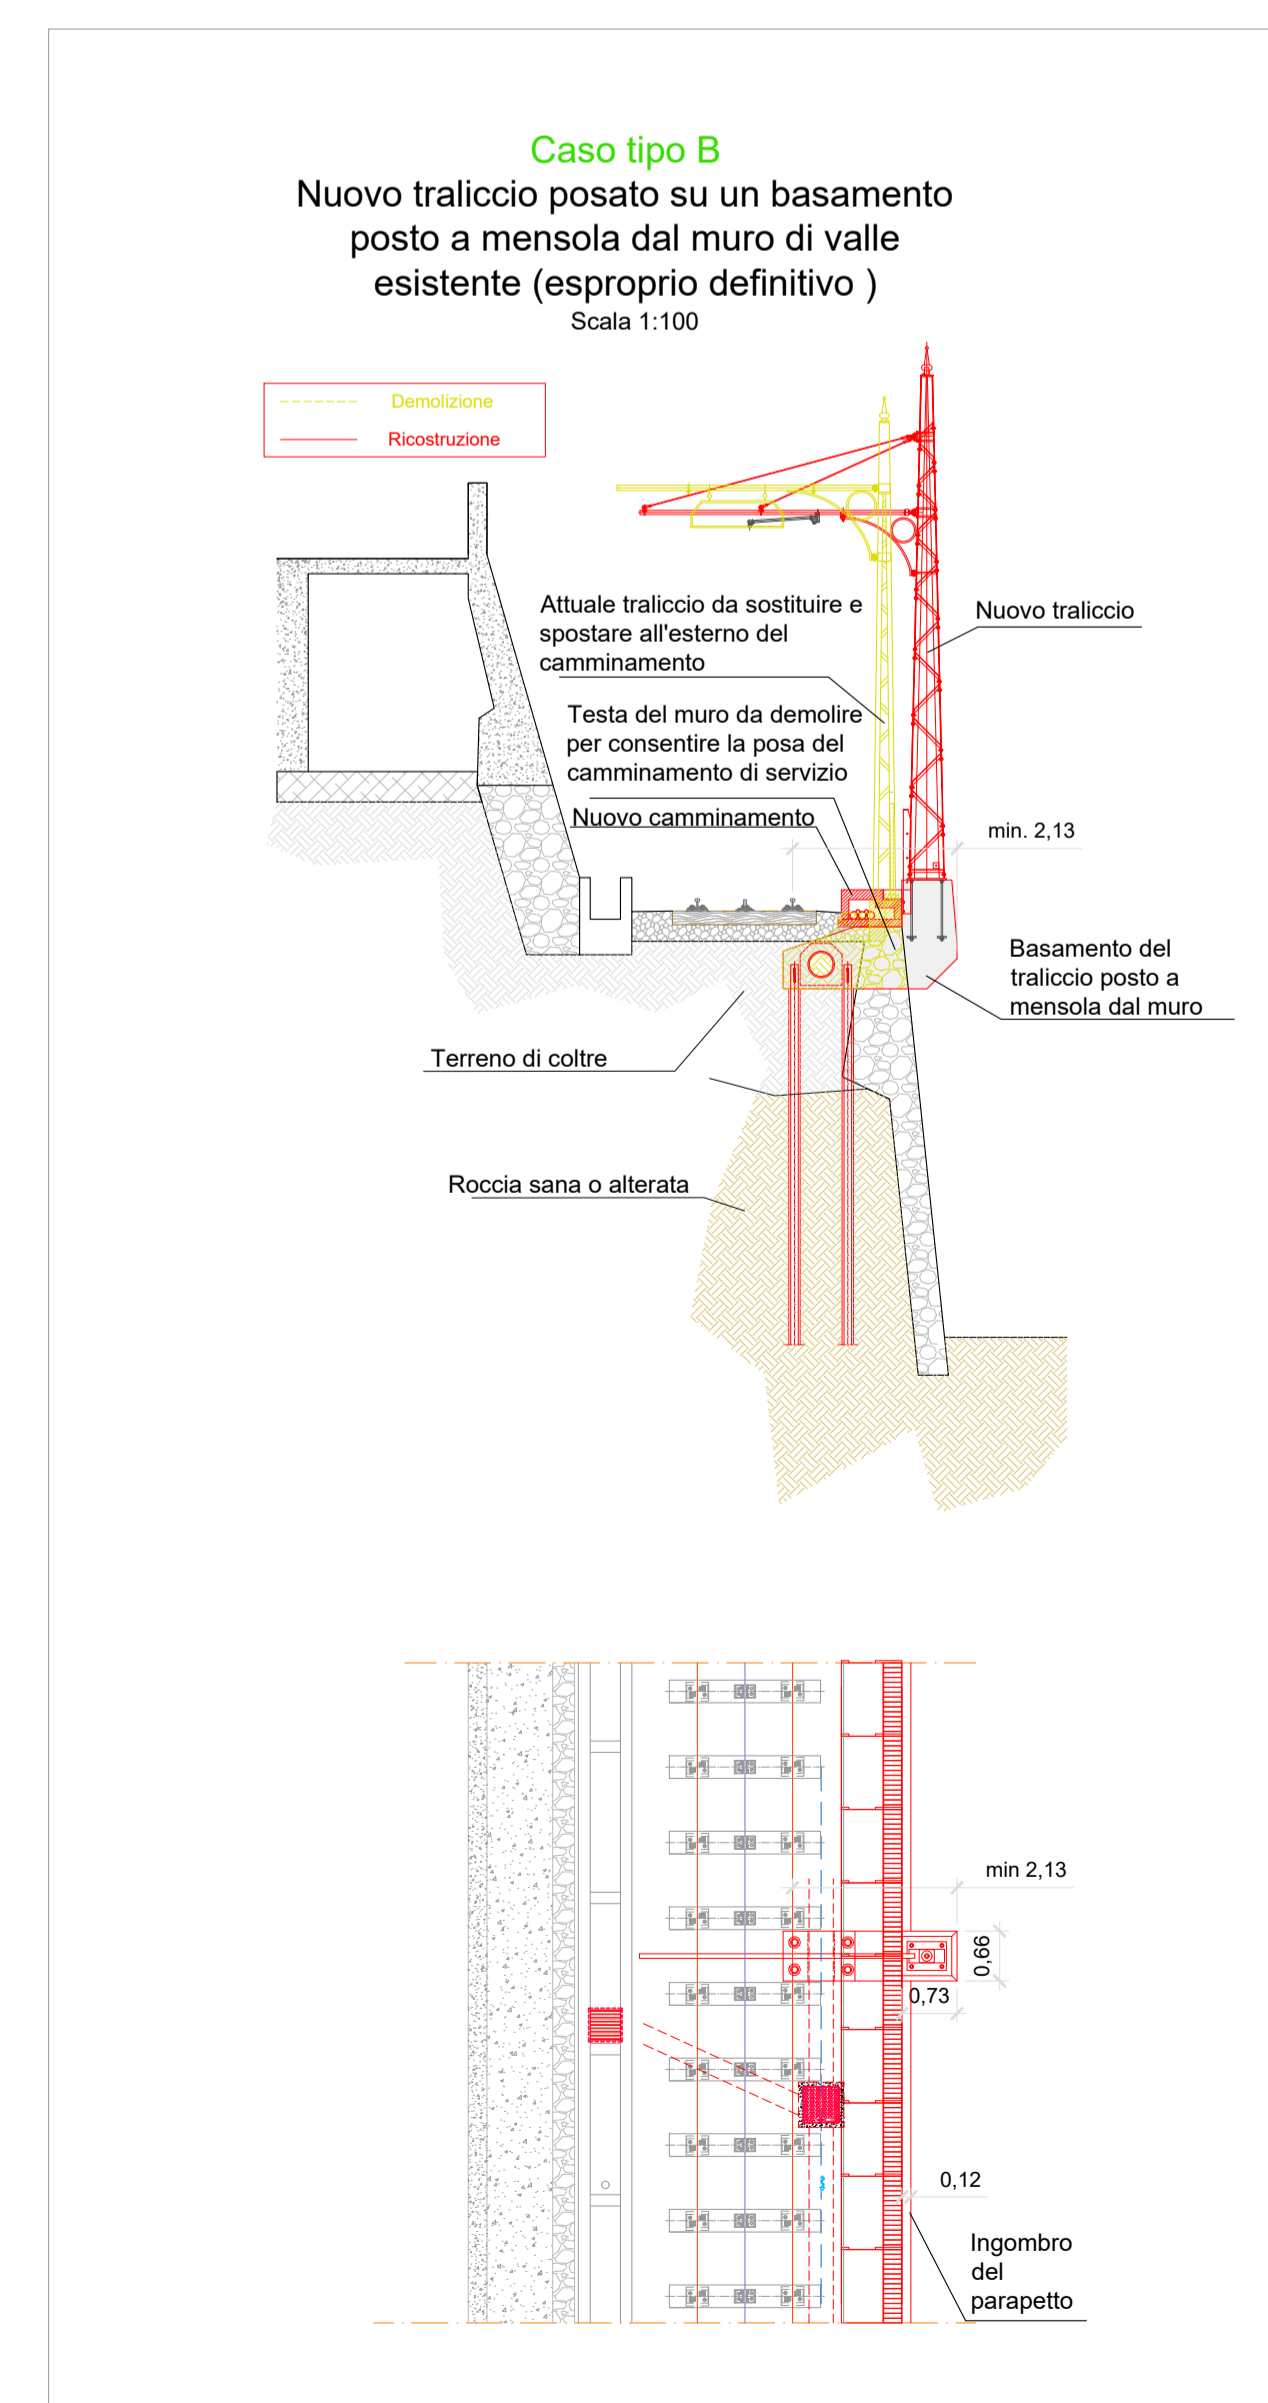 Caso tipo B
Nuovo traliccio posato su un basamento
posto a mensola dal muro di valle
esistente (esproprio definitivo )
Scala 1:100
Demolizione
Ricostruzione
Attuale traliccio da sostituire e
spostare all'esterno del
camminamento
Nuovo traliccio
Testa del muro da demolire
per consentire la posa del
camminamento di servizio
Nuovo camminamento
min. 2,13
Basamento del
traliccio posto a
mensola dal muro
Terreno di coltre
Roccia sana o alterata
min 2,13
0,66
0,73
0,12
Ingombro
del
parapetto